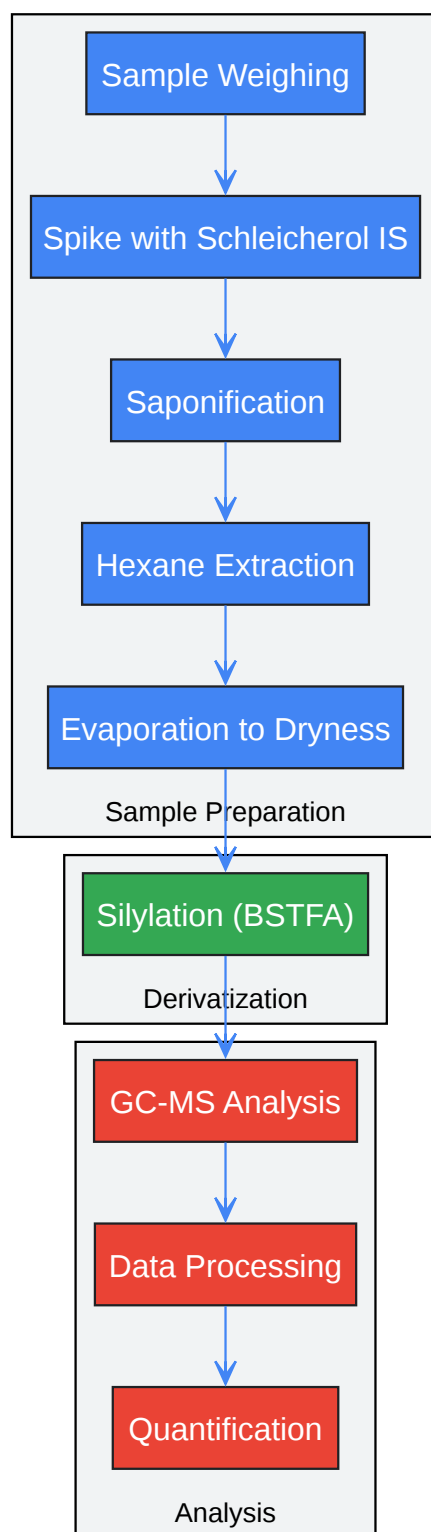 Sample Weighing
Spike with Schleicherol IS
Saponification
Hexane Extraction
Evaporation to Dryness
Sample Preparation
Silylation (BSTFA)
Derivatization
GC-MS Analysis
Data Processing
Quantification
Analysis